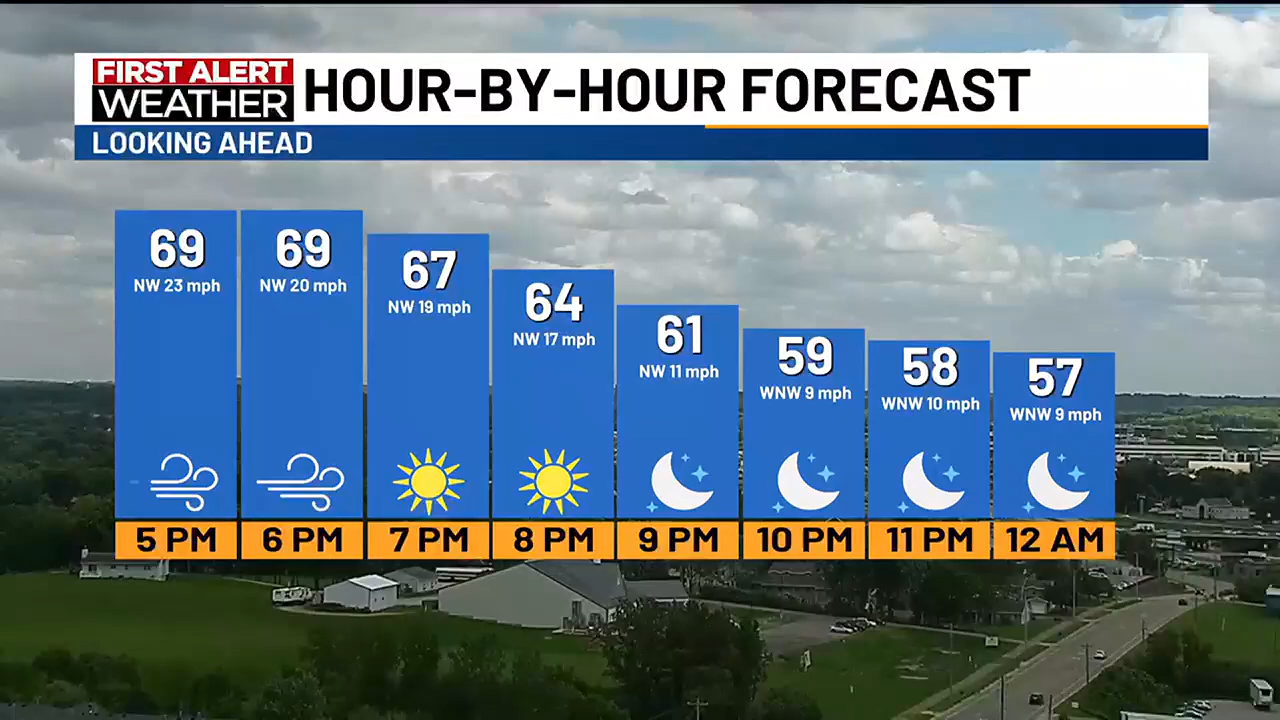 FIRST ALERT
WEATHER
HOUR-BY-HOUR FORECAST
LOOKING AHEAD
69
NW 23 mph
5 PM
69
NW 20 mph
6 PM
67
NW 19 mph
7 PM
64
NW 17 mph
8 PM
61
NW 11 mph
9 PM
59
WNW 9 mph
10 PM
58
WNW 10 mph
11 PM
57
WNW 9 mph
12 AM